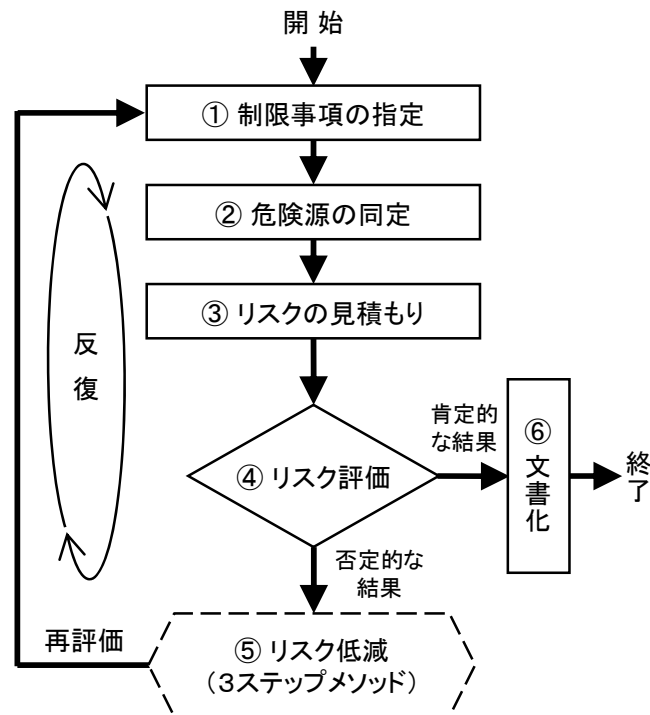 開 始
① 制限事項の指定
② 危険源の同定
③ リスクの見積もり
反
復
④ リスク評価
肯定的
な結果
⑥
文書化
終了
否定的な
結果
再評価
⑤ リスク低減
（３ステップメソッド）